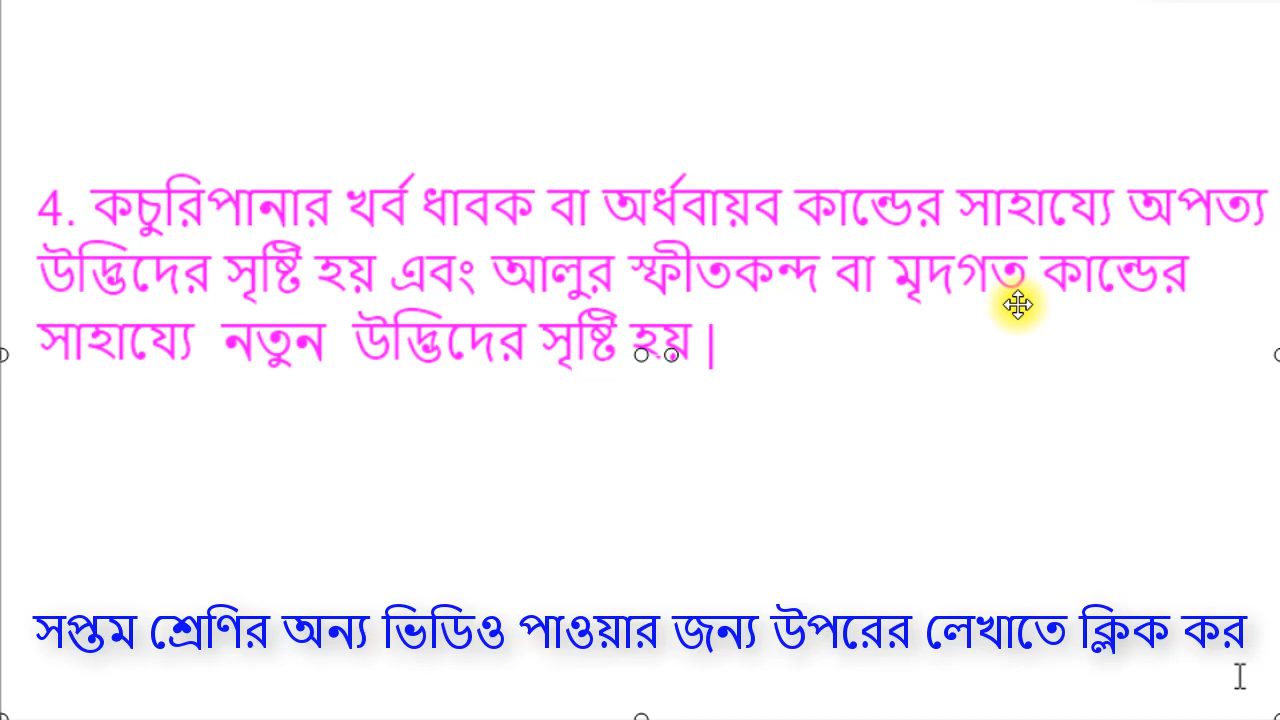 4. কচুরিপানার খর্ব ধাবক বা অর্ধবায়ব কান্ডের সাহায্যে অপত্য
উদ্ভিদের সৃষ্টি হয় এবং আলুর স্ফীতকন্দ বা মৃদগত কান্ডের
সাহায্যে নতুন উদ্ভিদের সৃষ্টি হয়|
সপ্তম শ্রেণির অন্য ভিডিও পাওয়ার জন্য উপরের লেখাতে ক্লিক কর